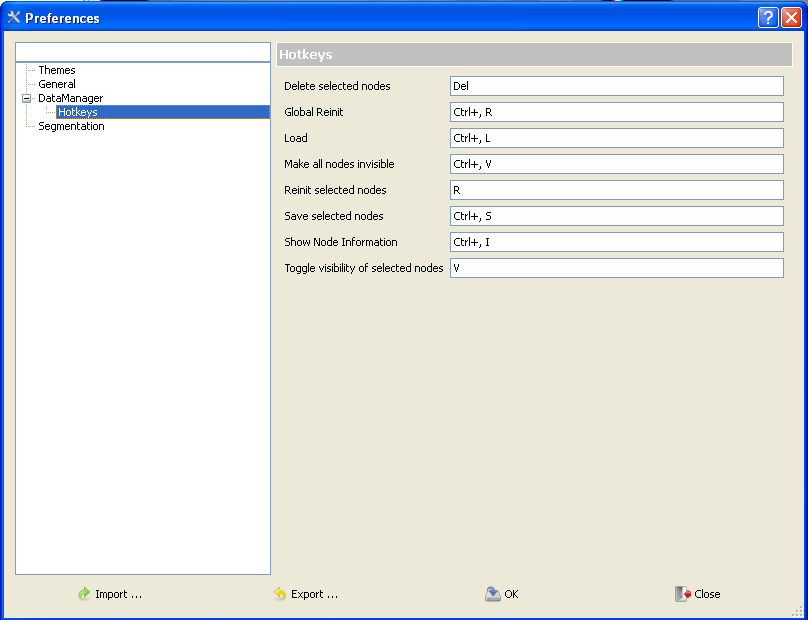 Preferences
Hotkeys
Themes
General
DataManager
Hotkeys
Segmentation
Delete selected nodes Del
Global Reinit Ctrl+, R
Load Ctrl+, L
Make all nodes invisible Ctrl+, V
Reinit selected nodes R
Save selected nodes Ctrl+, S
Show Node Information Ctrl+, I
Toggle visibility of selected nodes V
Import ... Export ... OK Close